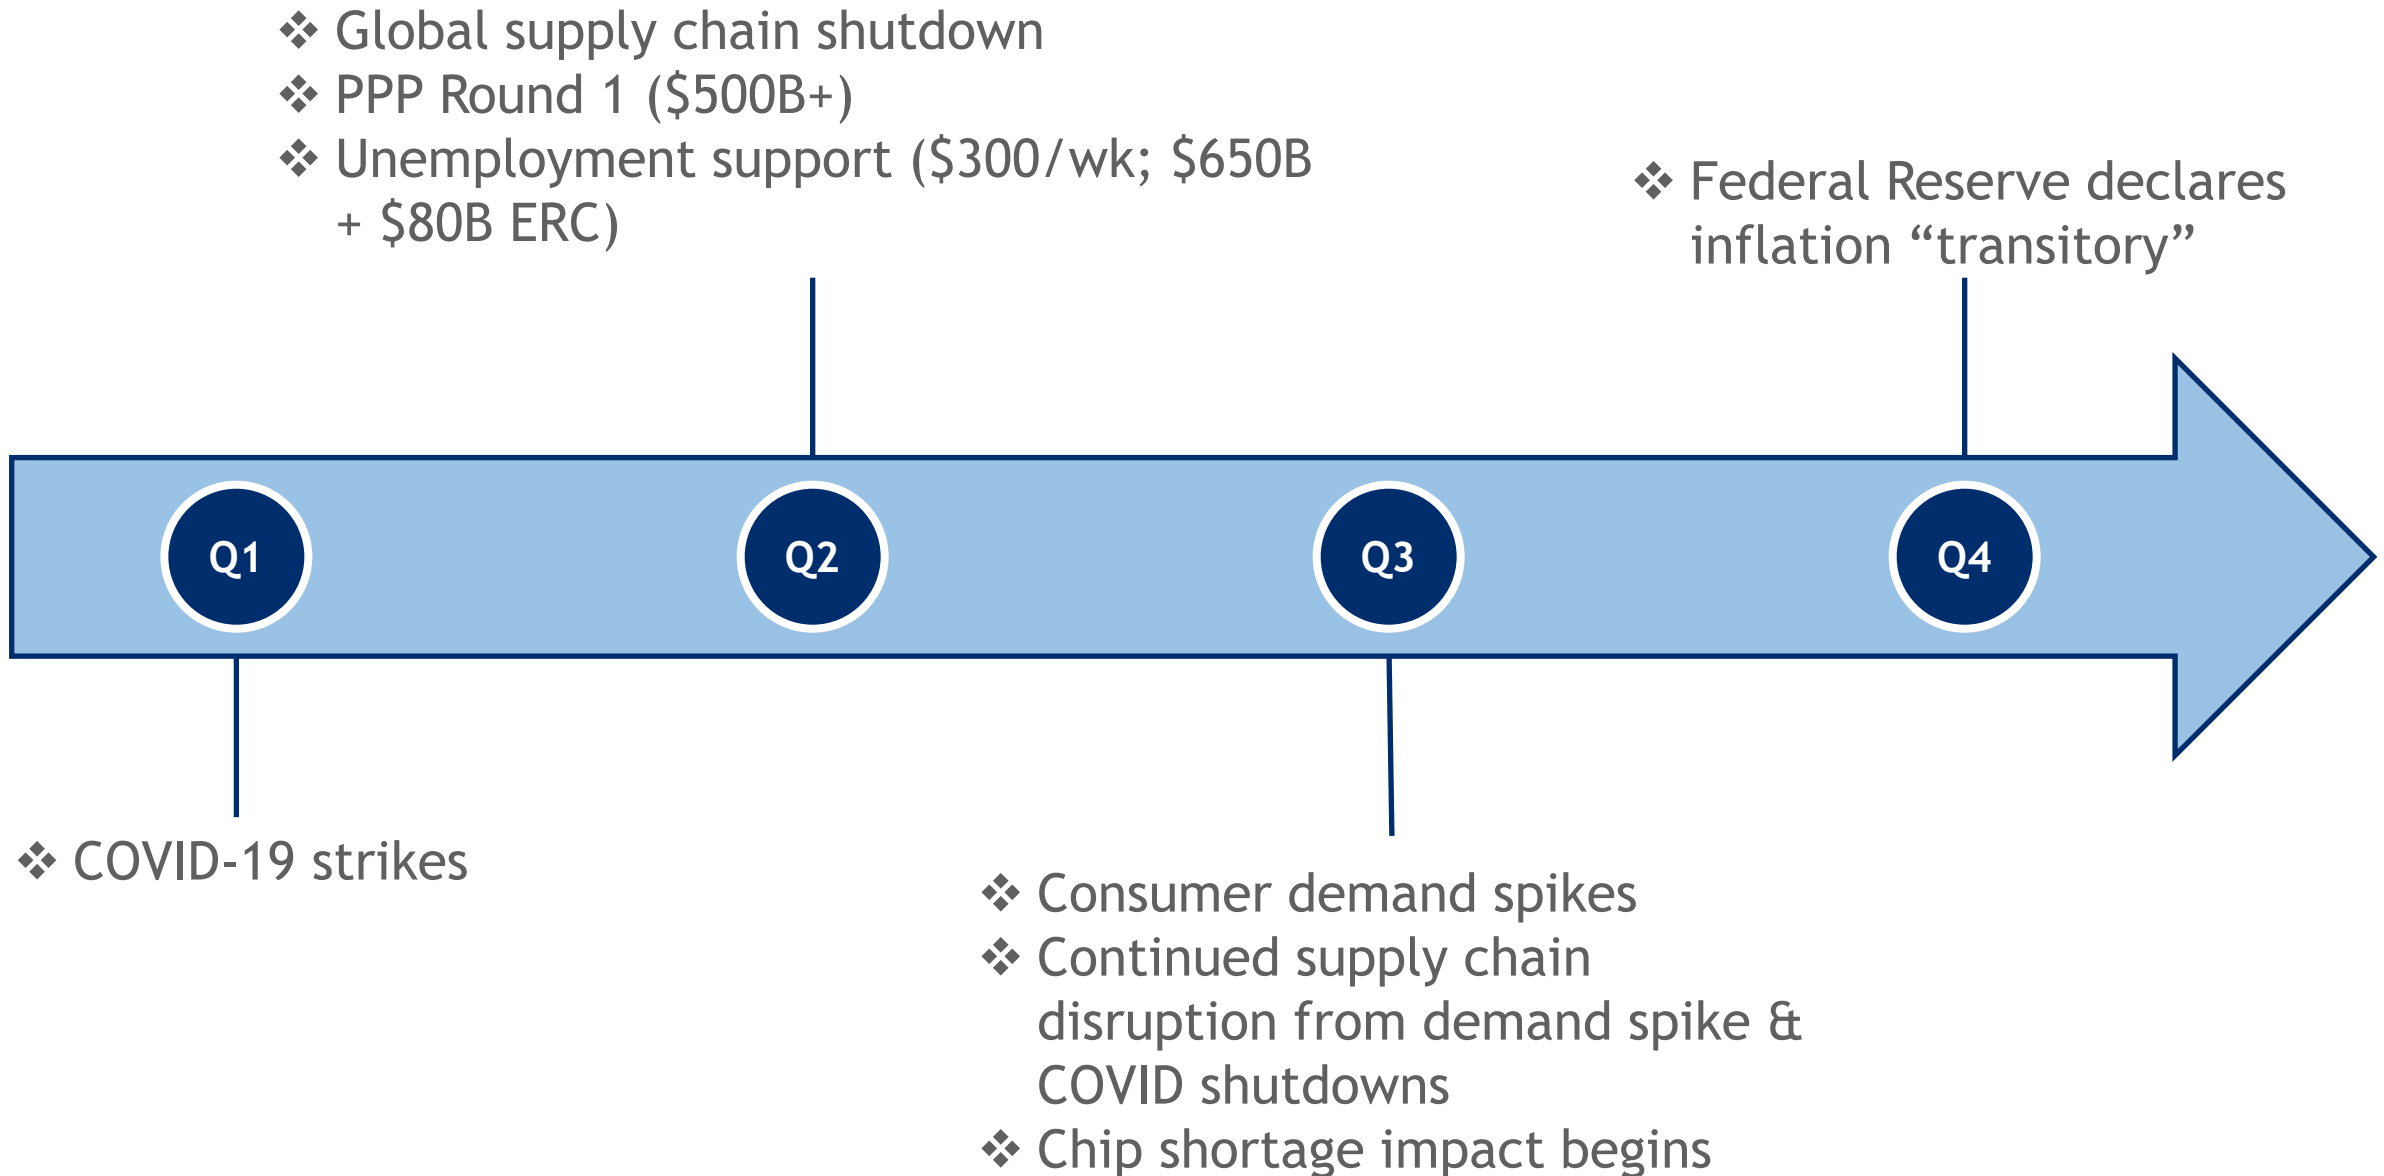 ❖ Global supply chain shutdown
❖ PPP Round 1 ($500B+)
❖ Unemployment support ($300/wk; $650B
+ $80B ERC)
❖ Federal Reserve declares
inflation “transitory”
Q1
Q2
Q3
Q4
❖ COVID-19 strikes
❖ Consumer demand spikes
❖ Continued supply chain
disruption from demand spike &
COVID shutdowns
❖ Chip shortage impact begins